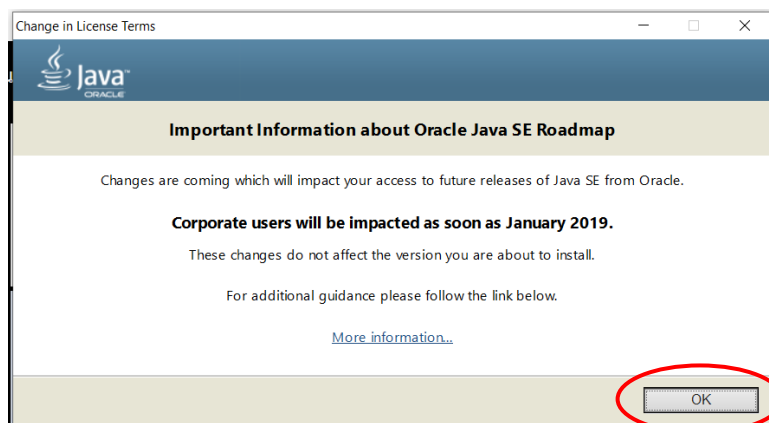 Change in License Terms
Java
ORACLE
Important Information about Oracle Java SE Roadmap
Changes are coming which will impact your access to future releases of Java SE from Oracle.
Corporate users will be impacted as soon as January 2019.
These changes do not affect the version you are about to install.
For additional guidance please follow the link below.
More information...
OK